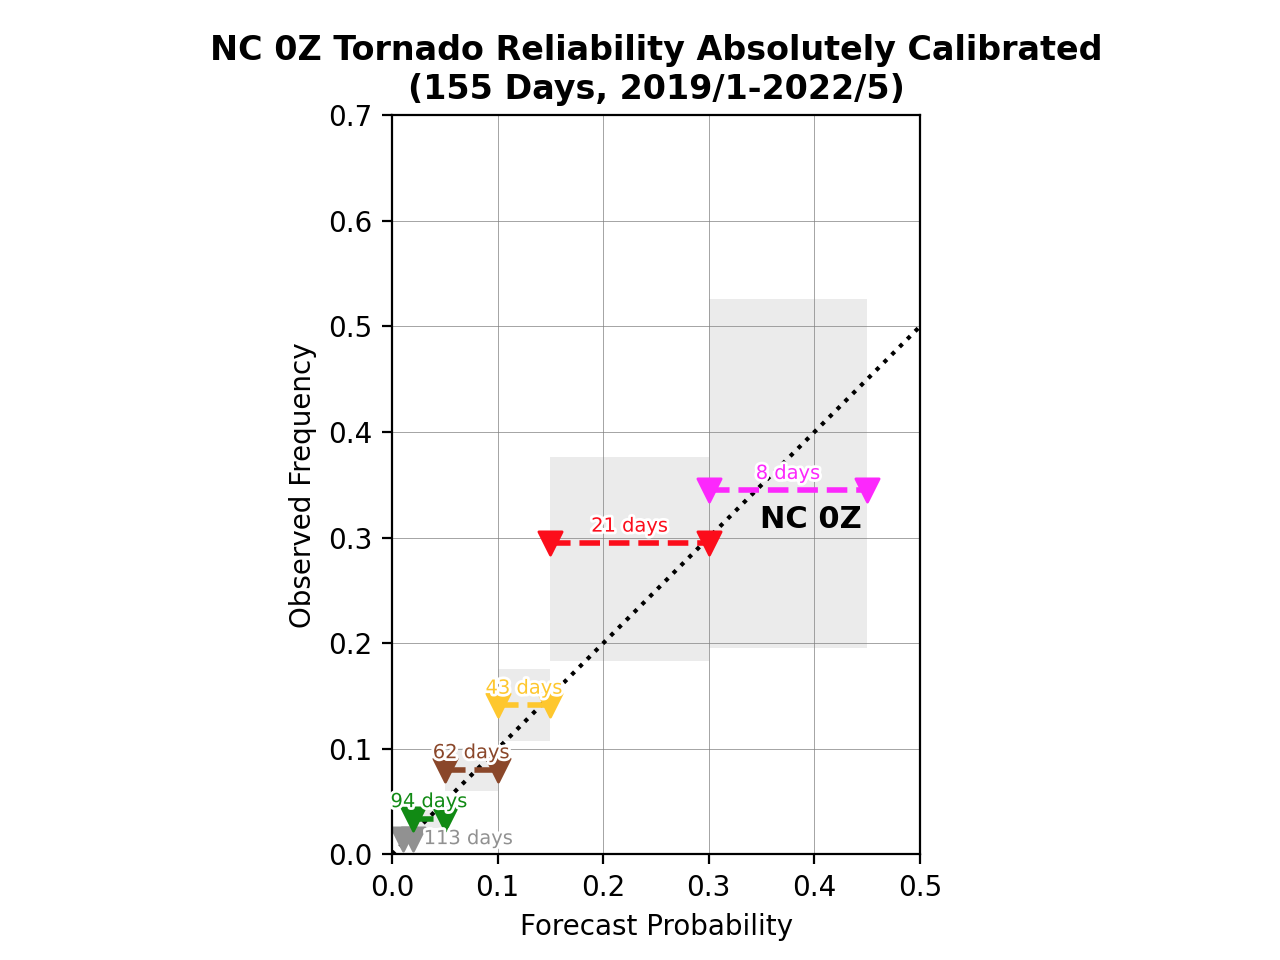 NC 0Z Tornado Reliability Absolutely Calibrated
(155 Days, 2019/1-2022/5)
0.7
0.6
0.5
0.4
0.3
0.2
0.1
0.0
Observed Frequency
8 days
NC 0Z
21 days
43 days
62 days
94 days
113 days
0.0 0.1 0.2 0.3 0.4 0.5
Forecast Probability